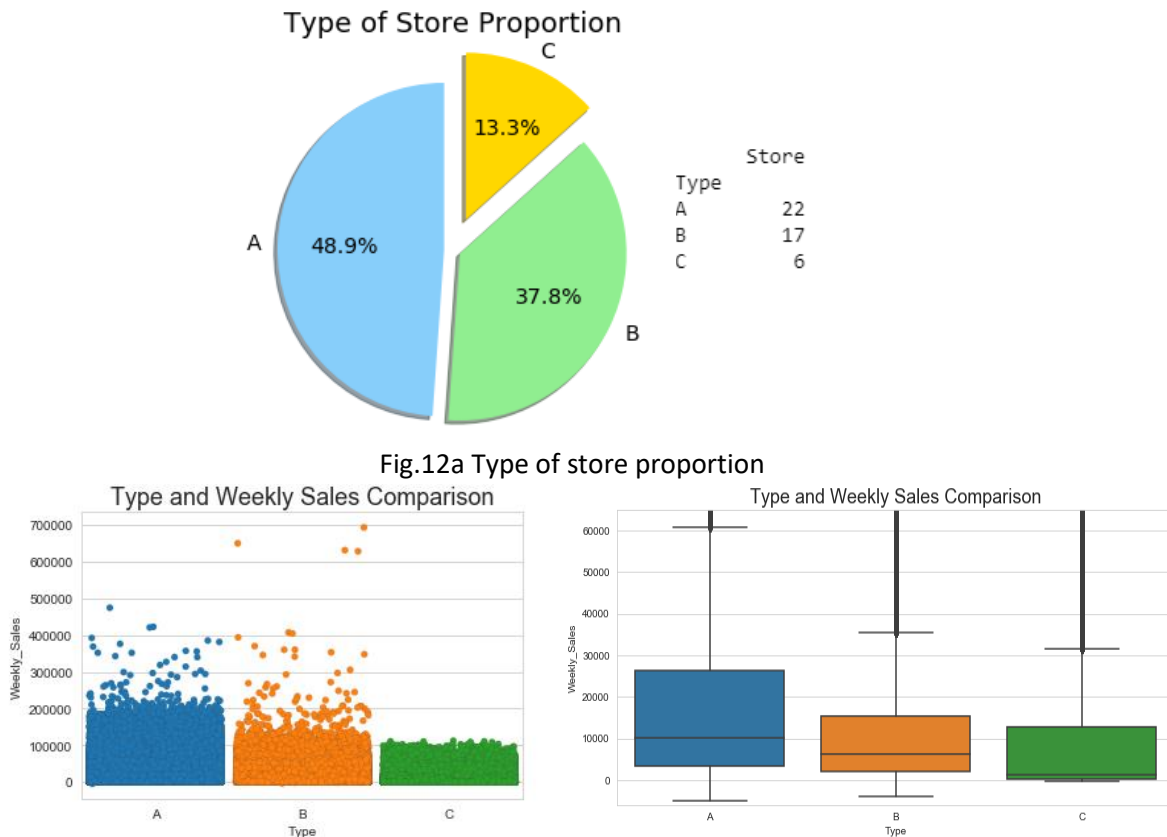 Type of Store Proportion
C
13.3%
A
48.9%
37.8%
B
Store
Type
A 22
B 17
C 6
Fig.12a Type of store proportion
Type and Weekly Sales Comparison
700000
600000
500000
400000
300000
200000
100000
0
Weekly_Sales
A B C
Type
Type and Weekly Sales Comparison
60000
50000
40000
30000
20000
10000
0
Weekly_Sales
A B C
Type